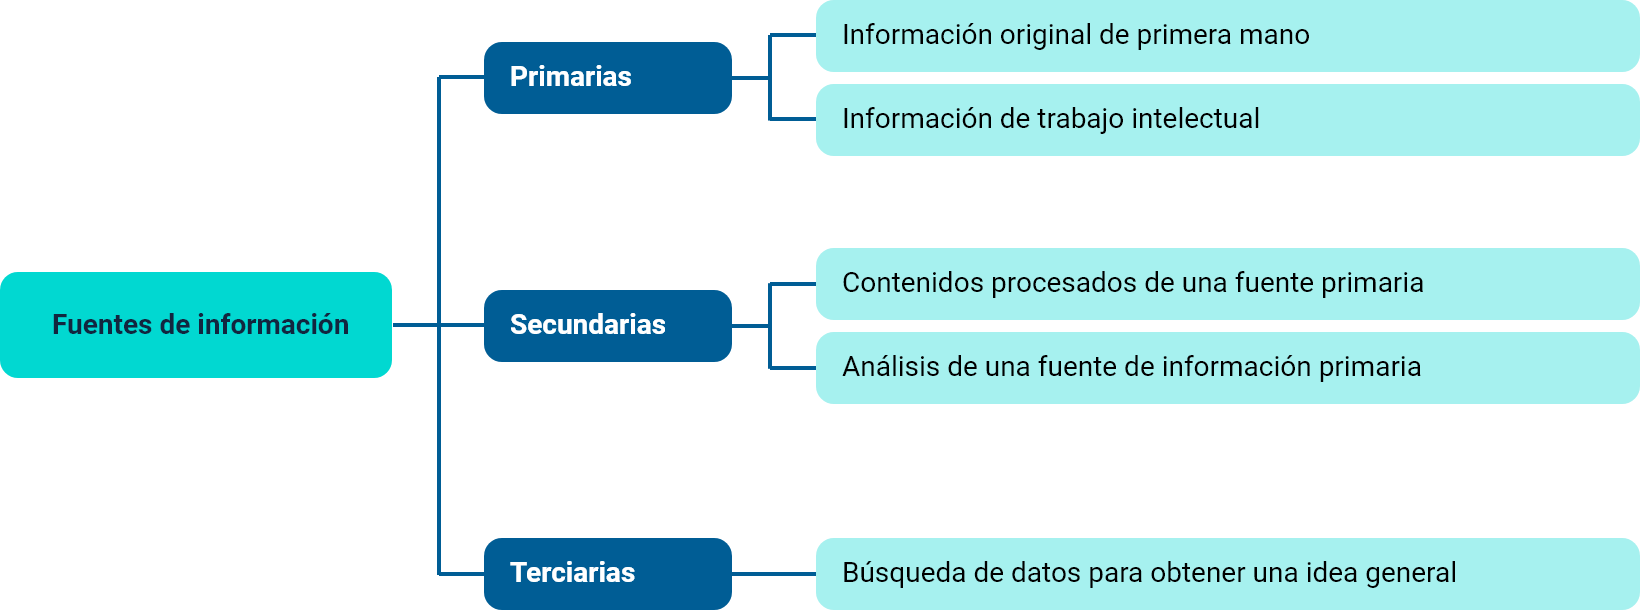 Fuentes de información
Primarias
Información original de primera mano
Información de trabajo intelectual
Secundarias
Contenidos procesados de una fuente primaria
Análisis de una fuente de información primaria
Terciarias
Búsqueda de datos para obtener una idea general